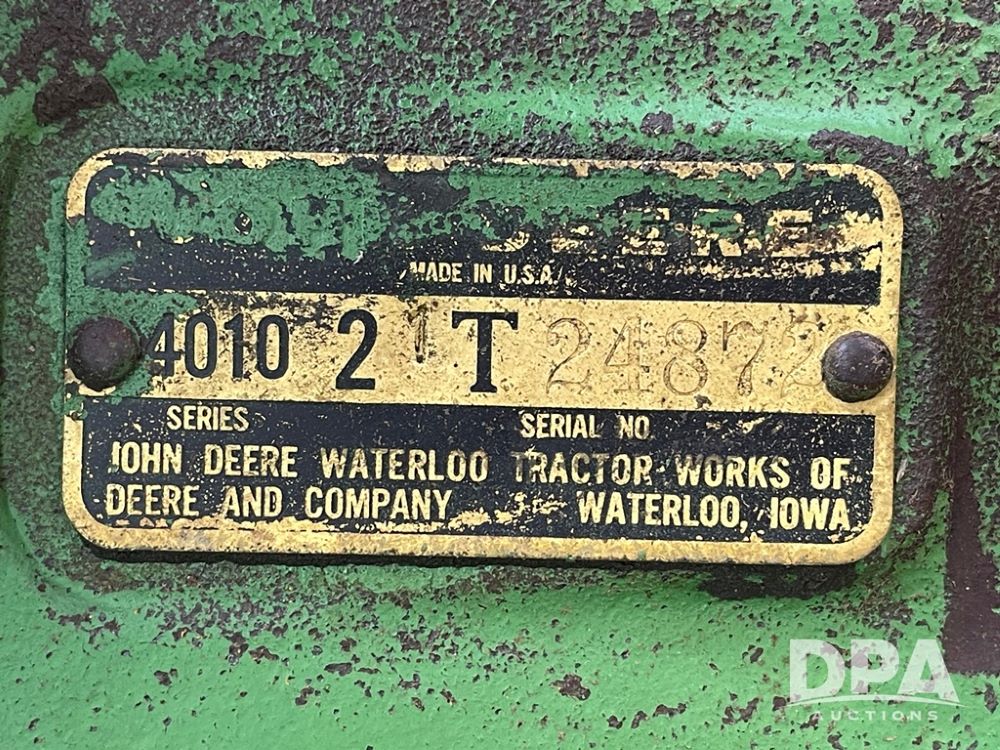 DEERE
MADE IN U.S.A.
4010 2 T 24872
SERIES SERIAL NO
JOHN DEERE WATERLOO TRACTOR WORKS OF
DEERE AND COMPANY WATERLOO, IOWA
DPA
AUCTIONS